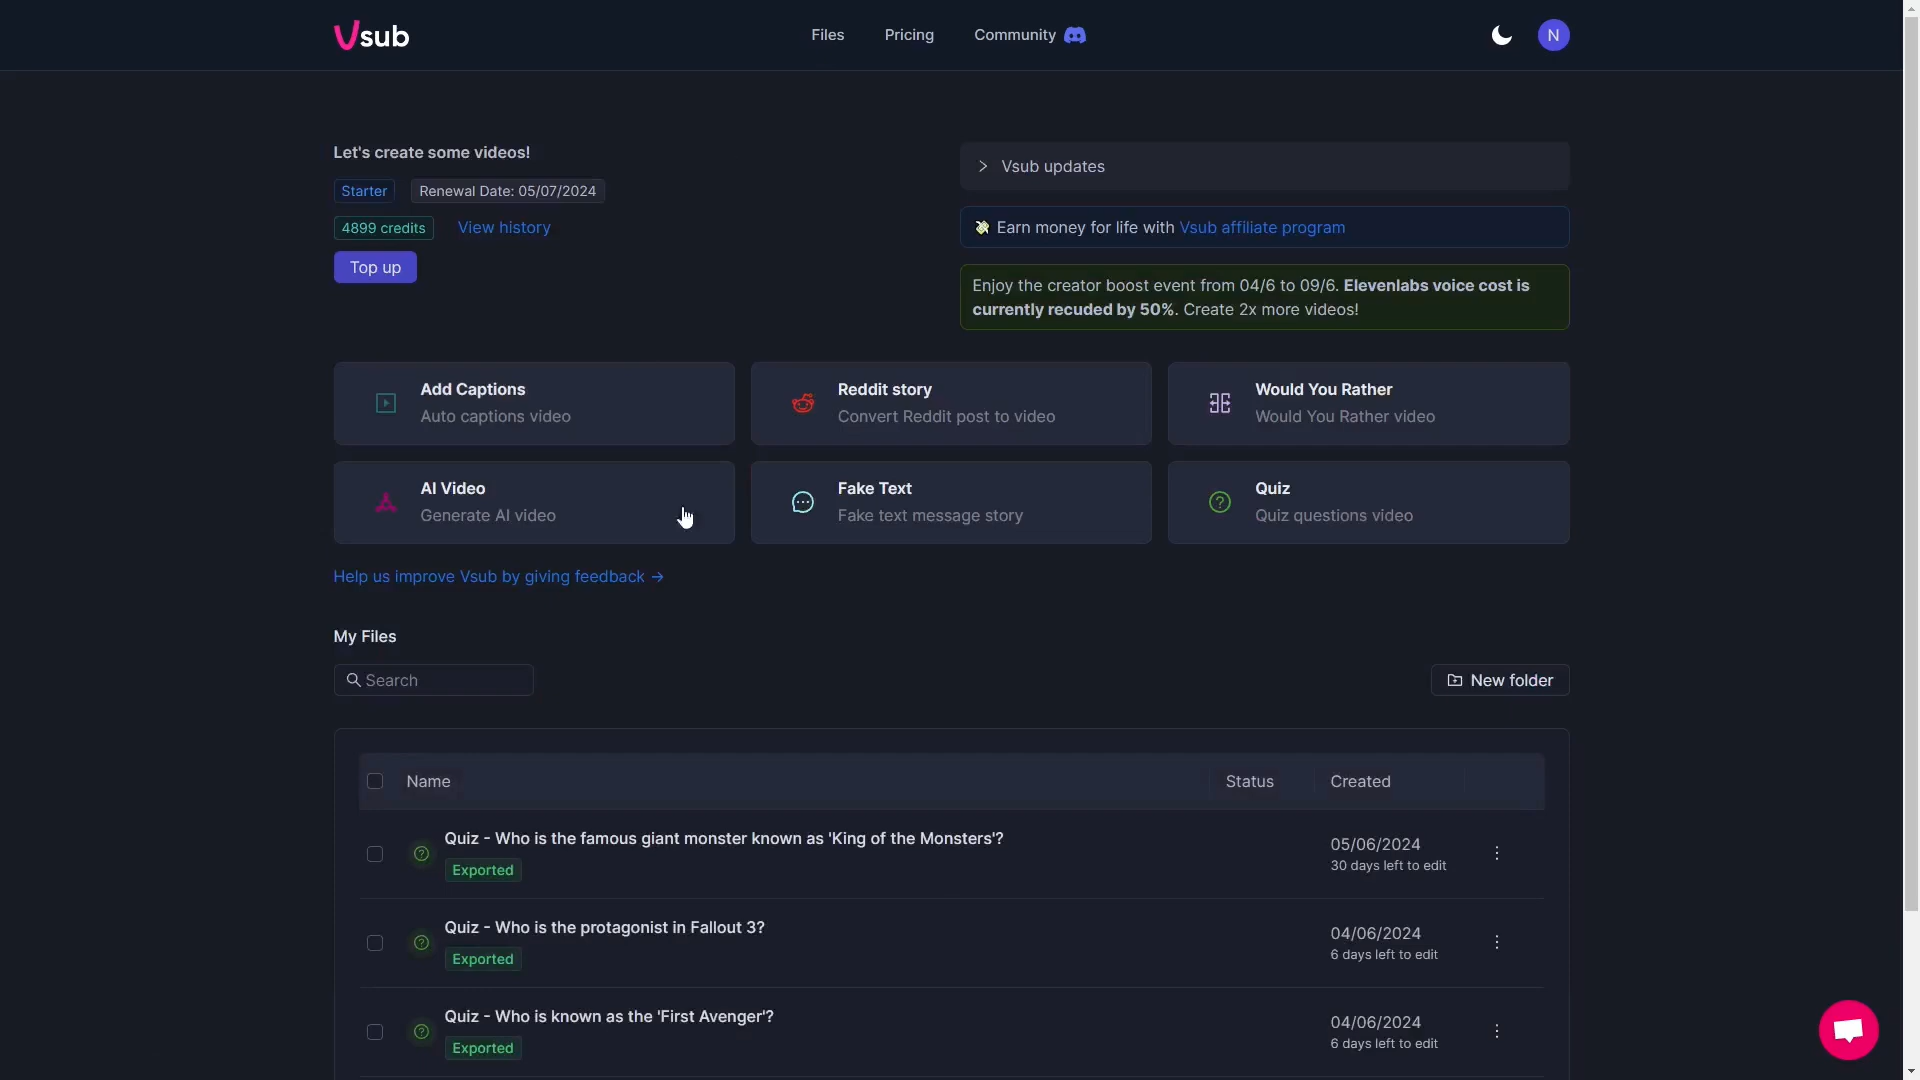 Vsub
Files
Pricing
Community
N
Let's create some videos!
Starter
Renewal Date: 05/07/2024
4899 credits
View history
Top up
Vsub updates
Earn money for life with Vsub affiliate program
Enjoy the creator boost event from 04/6 to 09/6. Elevenlabs voice cost is
currently recuded by 50%. Create 2x more videos!
Add Captions
Auto captions video
Reddit story
Convert Reddit post to video
Would You Rather
Would You Rather video
AI Video
Generate AI video
Fake Text
Fake text message story
Quiz
Quiz questions video
Help us improve Vsub by giving feedback →
My Files
Search
New folder
Name
Status
Created
Quiz - Who is the famous giant monster known as 'King of the Monsters'?
Exported
05/06/2024
30 days left to edit
Quiz - Who is the protagonist in Fallout 3?
Exported
04/06/2024
6 days left to edit
Quiz - Who is known as the 'First Avenger'?
Exported
04/06/2024
6 days left to edit